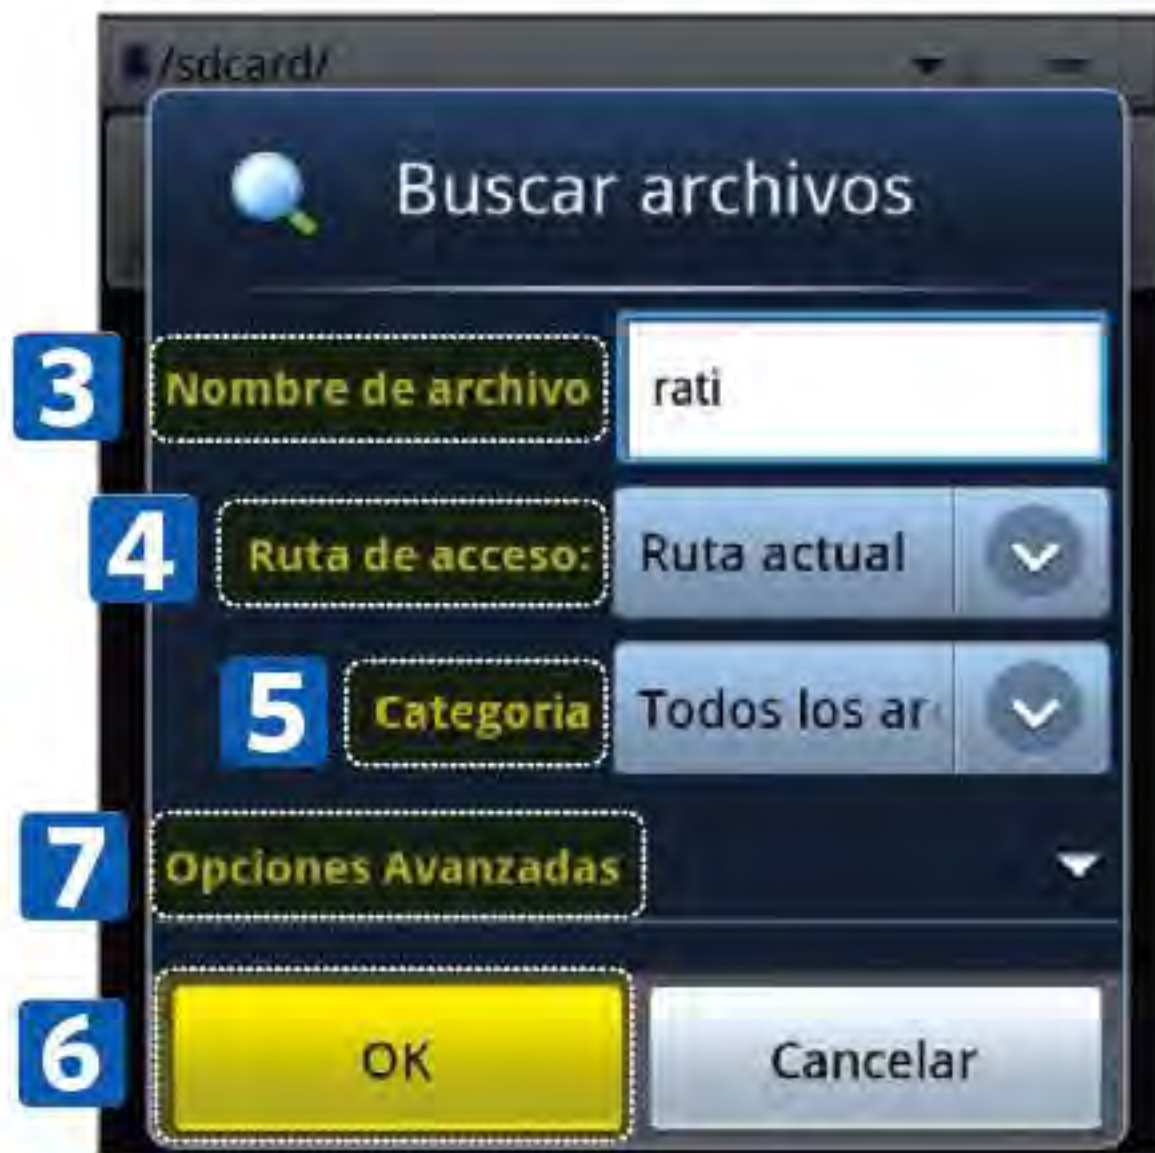 /sdcard/
Buscar archivos
3 Nombre de archivo rati
4 Ruta de acceso: Ruta actual
5 Categoria Todos los ar
7 Opciones Avanzadas
6 OK Cancelar